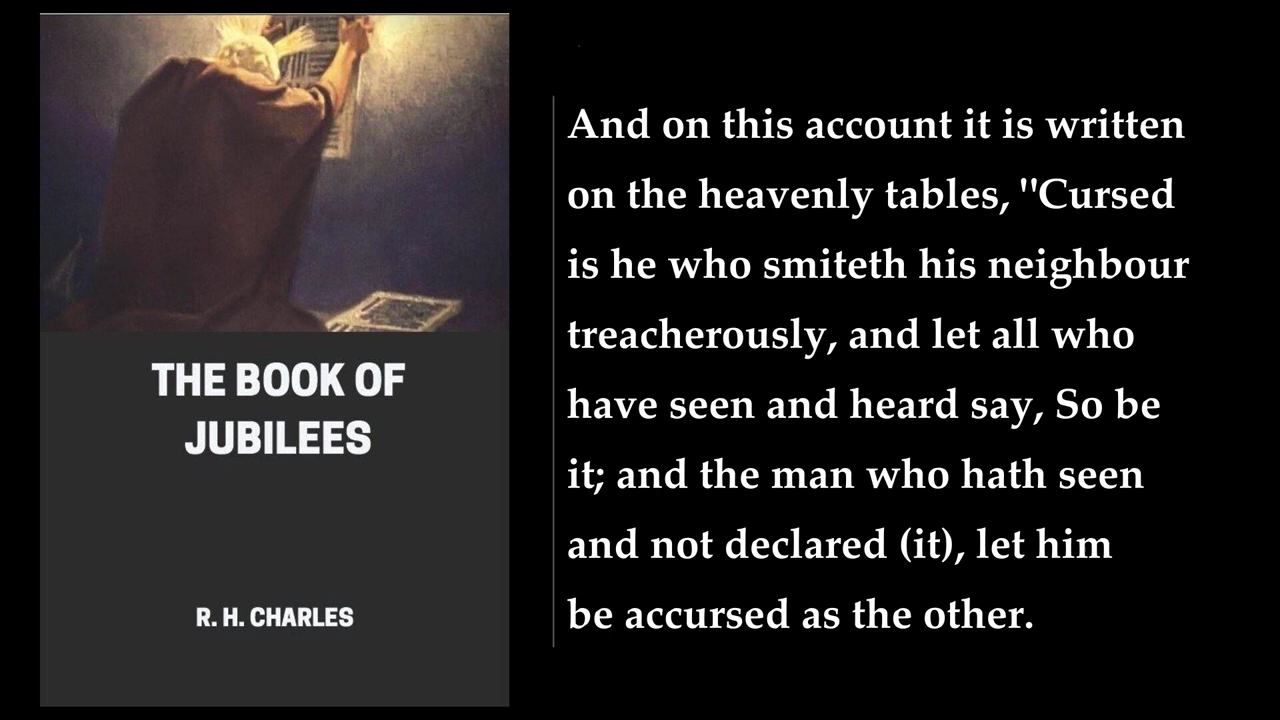 THE BOOK OF
JUBILEES
R. H. CHARLES
And on this account it is written
on the heavenly tables, "Cursed
is he who smiteth his neighbour
treacherously, and let all who
have seen and heard say, So be
it; and the man who hath seen
and not declared (it), let him
be accursed as the other.